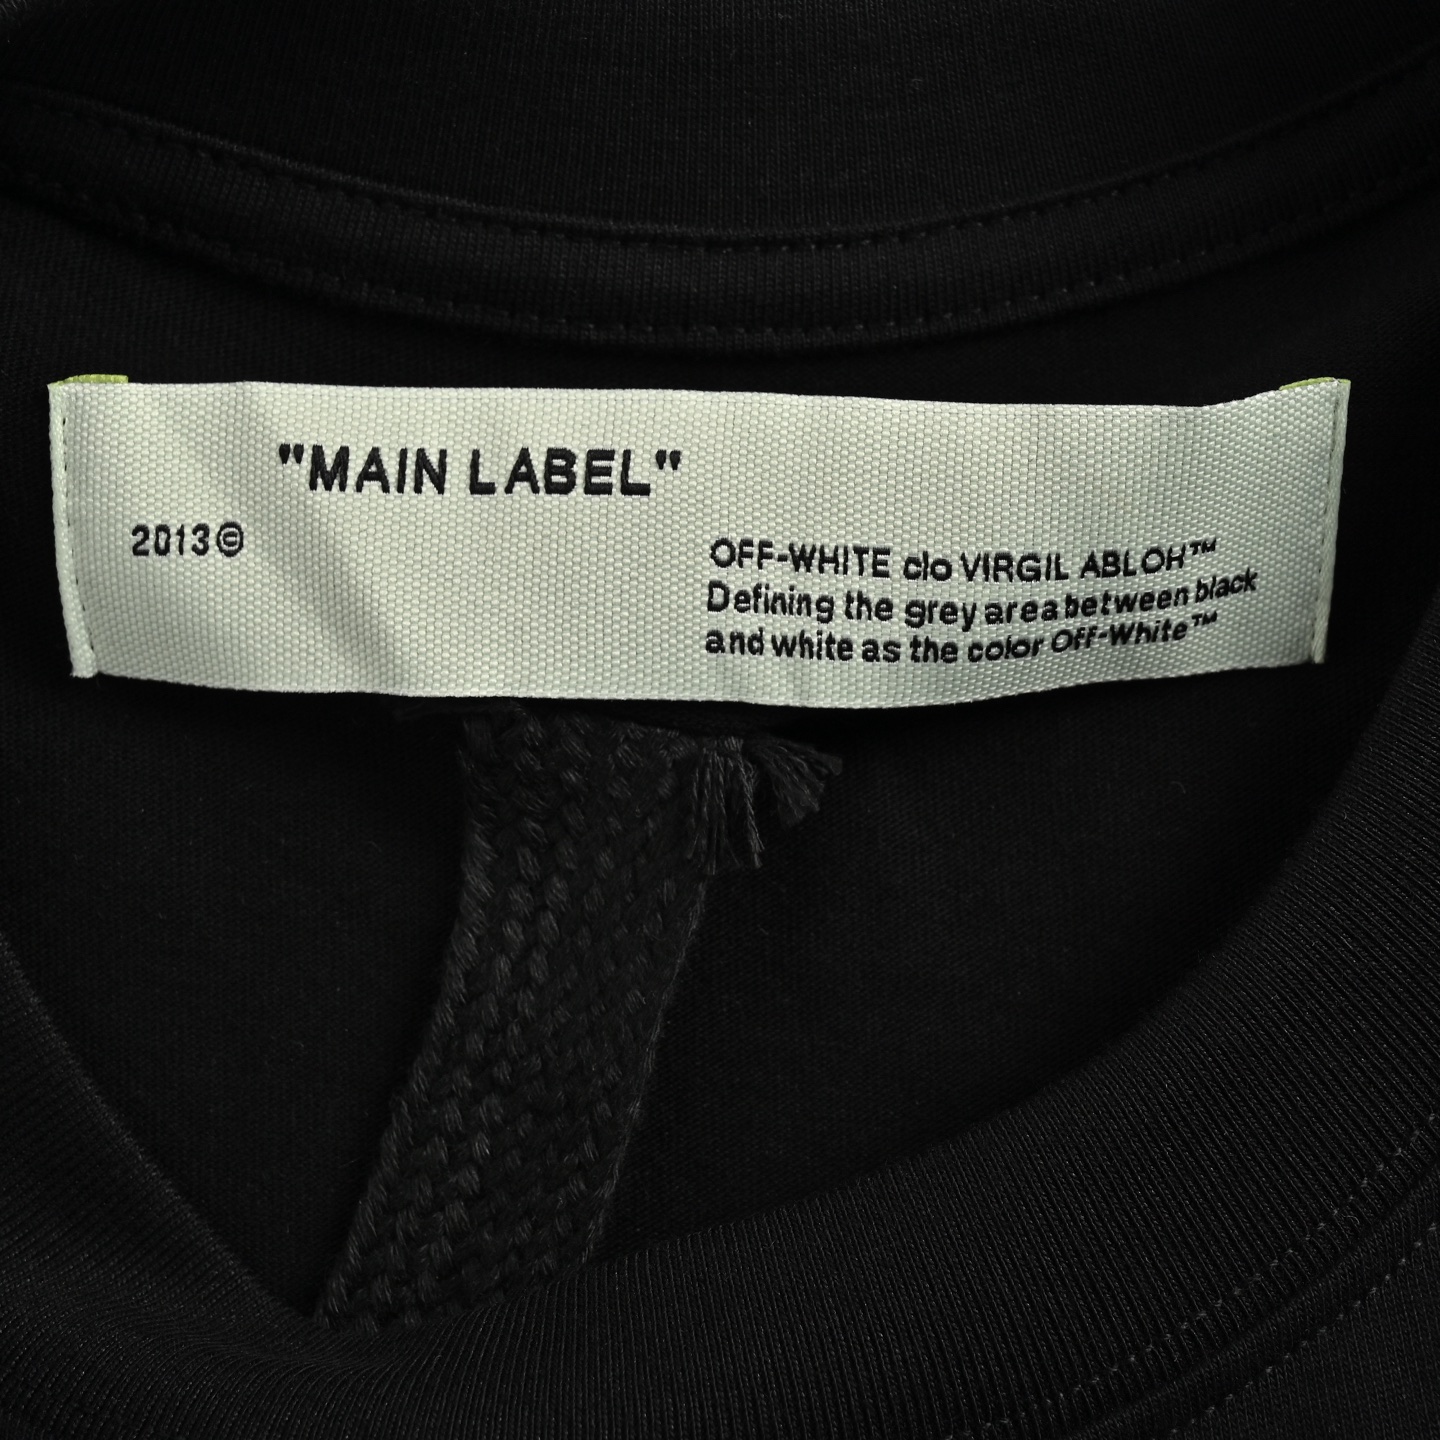 "MAIN LABEL"
2013©
OFF-WHITE c/o VIRGIL ABLOH™
Defining the grey area between black
and white as the color Off-White™